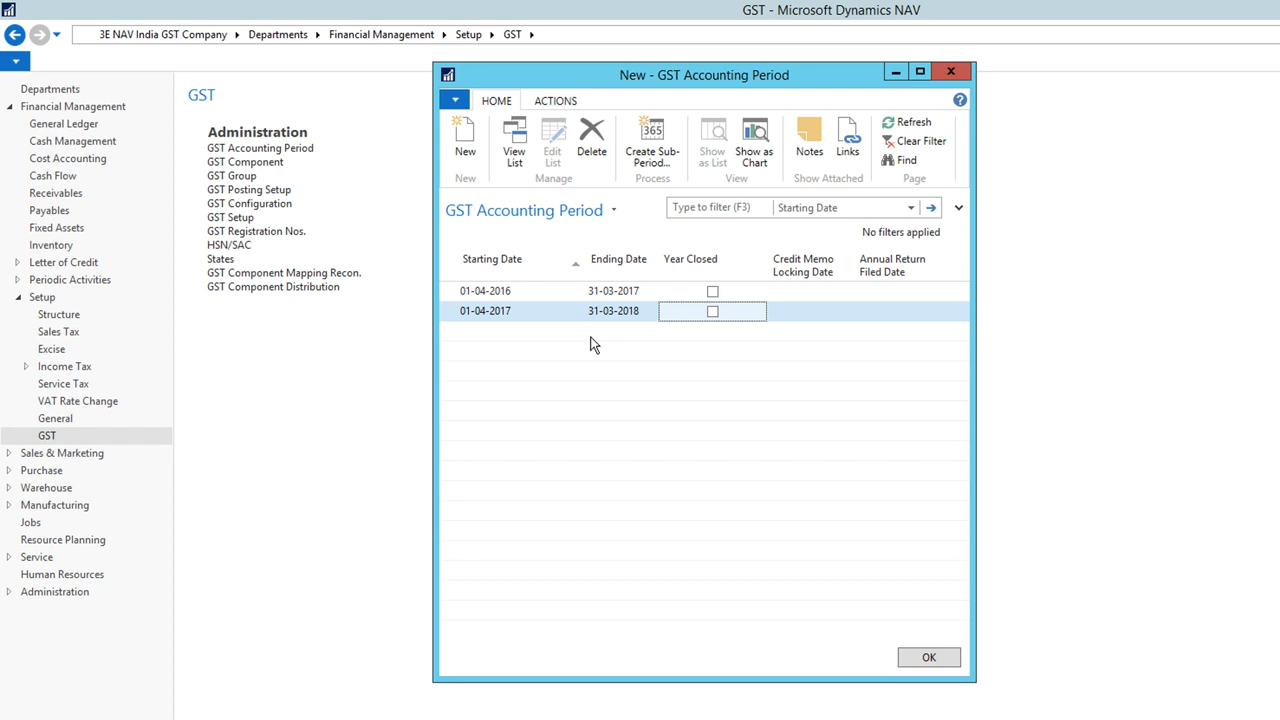 GST - Microsoft Dynamics NAV
3E NAV India GST Company Departments Financial Management Setup GST
Departments
Financial Management
General Ledger
Cash Management
Cost Accounting
Cash Flow
Receivables
Payables
Fixed Assets
Inventory
Letter of Credit
Periodic Activities
Setup
Structure
Sales Tax
Excise
Income Tax
Service Tax
VAT Rate Change
General
GST
Sales & Marketing
Purchase
Warehouse
Manufacturing
Jobs
Resource Planning
Service
Human Resources
Administration
GST
Administration
GST Accounting Period
GST Component
GST Group
GST Posting Setup
GST Configuration
GST Setup
GST Registration Nos.
HSN/SAC
States
GST Component Mapping Recon.
GST Component Distribution
New - GST Accounting Period
HOME ACTIONS
New
View List
Edit List
Delete
365
Create Sub-Period...
Show as List
Show as Chart
Notes
Links
Refresh
Clear Filter
Find
New Manage Process View Show Attached Page
GST Accounting Period
Type to filter (F3) Starting Date
No filters applied
Starting Date Ending Date Year Closed Credit Memo Locking Date Annual Return Filed Date
01-04-2016 31-03-2017
01-04-2017 31-03-2018
OK